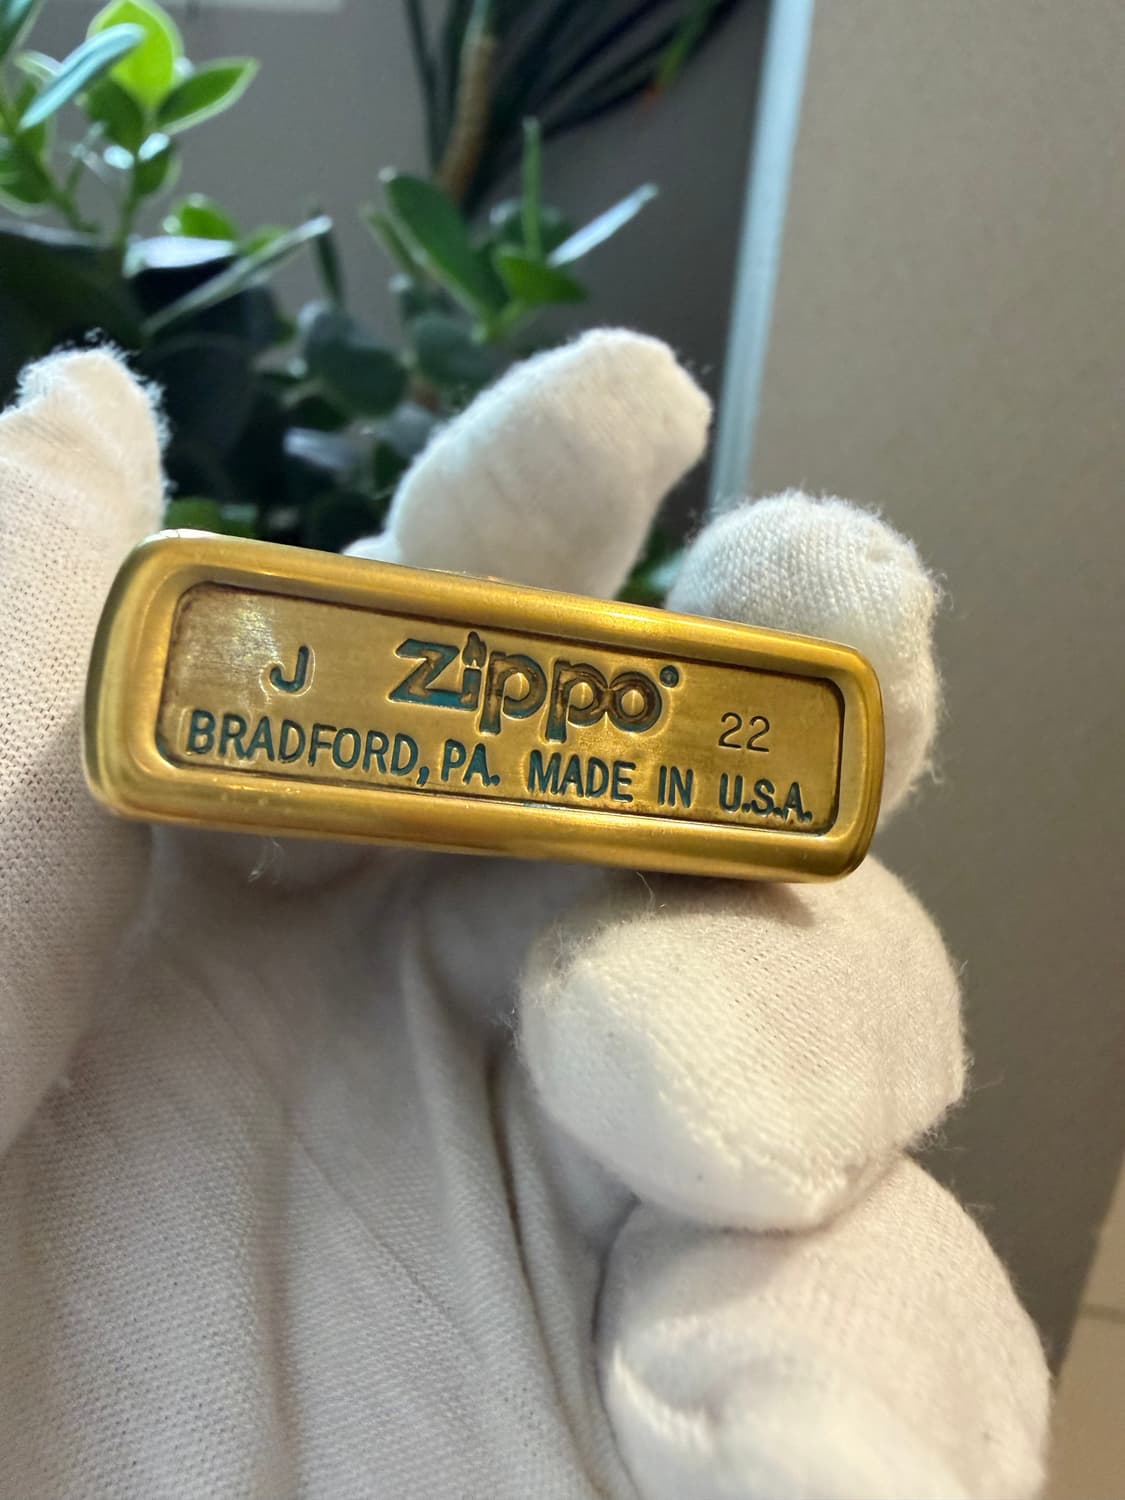 J zippo® 22
BRADFORD, PA. MADE IN U.S.A.